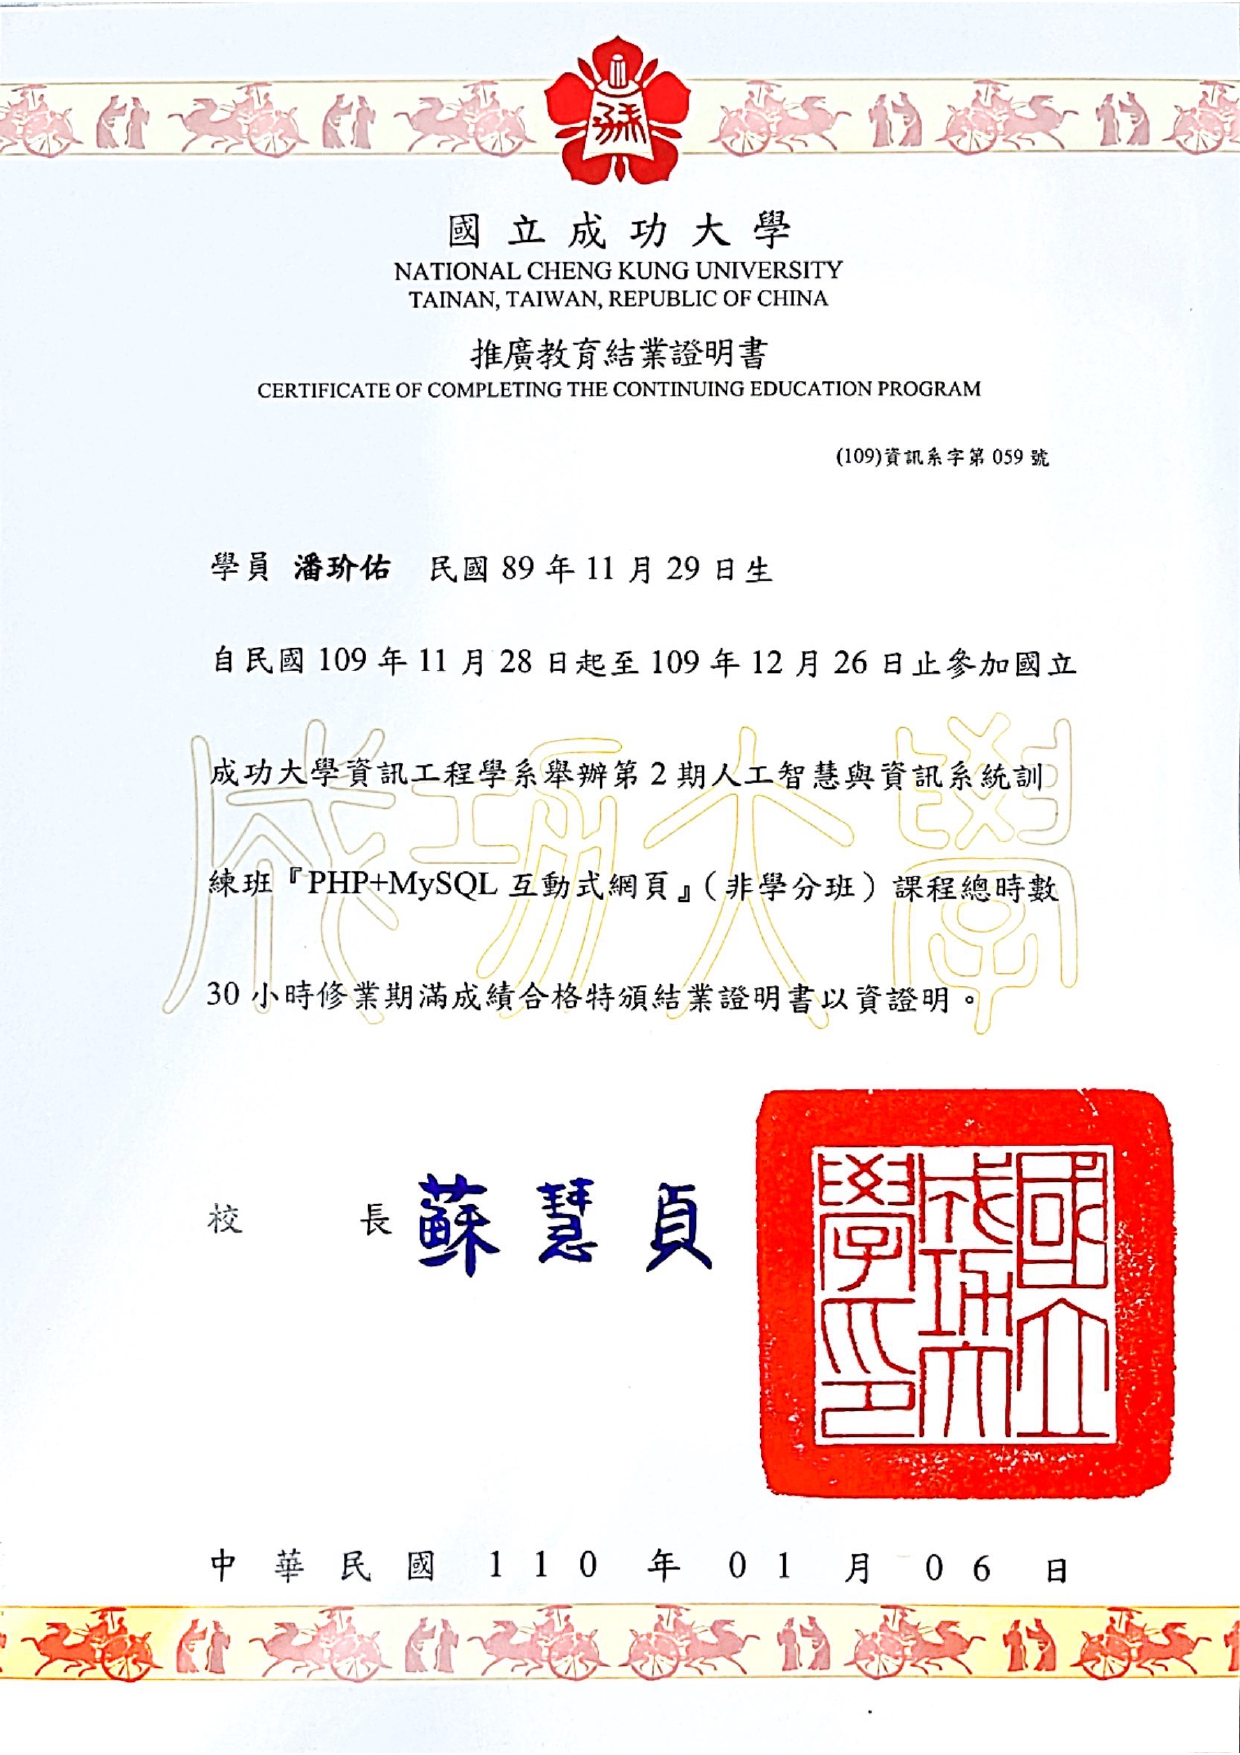 國立成功大學
NATIONAL CHENG KUNG UNIVERSITY
TAINAN, TAIWAN, REPUBLIC OF CHINA
推廣教育結業證明書
CERTIFICATE OF COMPLETING THE CONTINUING EDUCATION PROGRAM
(109)資訊系字第 059 號
學員 潘玠佑 民國 89 年 11 月 29 日生
自民國 109 年 11 月 28 日起至 109 年 12 月 26 日止參加國立
成功大學資訊工程學系舉辦第 2 期人工智慧與資訊系統訓
練班『PHP+MySQL 互動式網頁』（非學分班）課程總時數
30 小時修業期滿成績合格特頒結業證明書以資證明。
成功大學
校長 蘇慧貞
國立成功大學印
中華民國 110 年 01 月 06 日